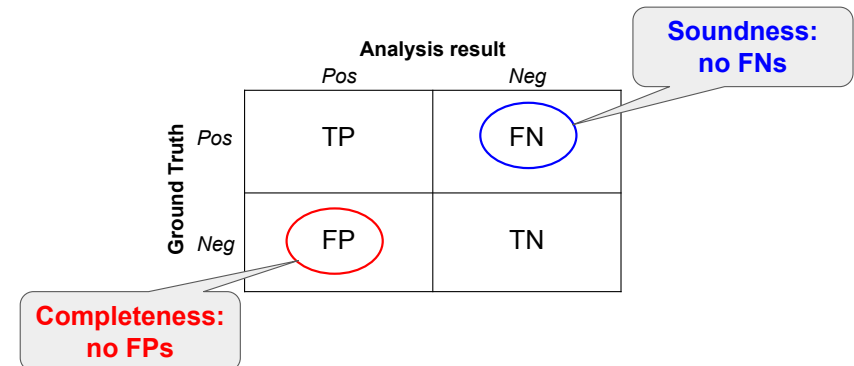 Soundness:
no FNs
Analysis result
Pos Neg
Ground Truth
Pos TP FN
Neg FP TN
Completeness:
no FPs